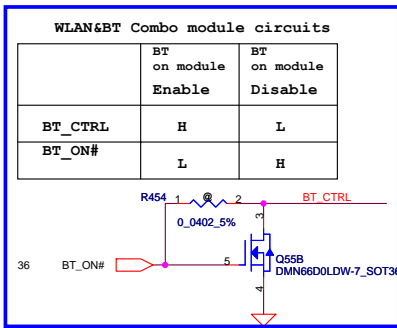 WLAN&BT Combo module circuits
BT on module Enable
BT on module Disable
BT_CTRL H L
BT_ON# L H
R454 1 @ 2 BT_CTRL
0_0402_5%
3
36 BT_ON# 5 Q55B
DMN66D0LDW-7_SOT36
4